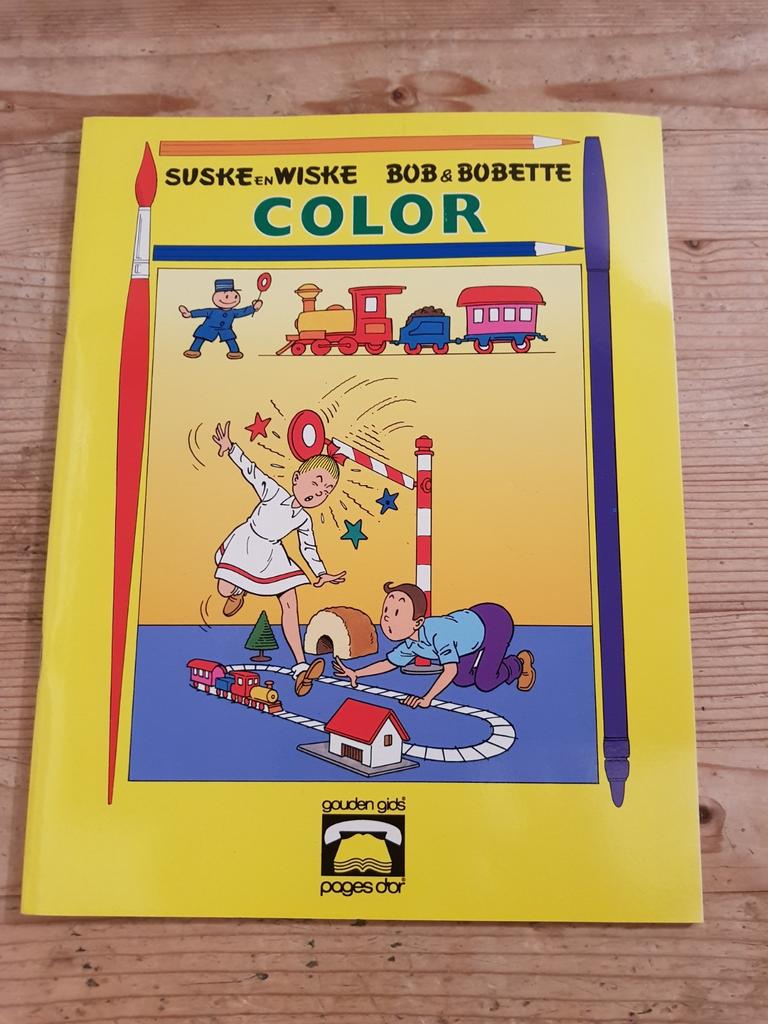 SUSKE EN WISKE BOB & BOBETTE
COLOR
gouden gids®
pages d'or®